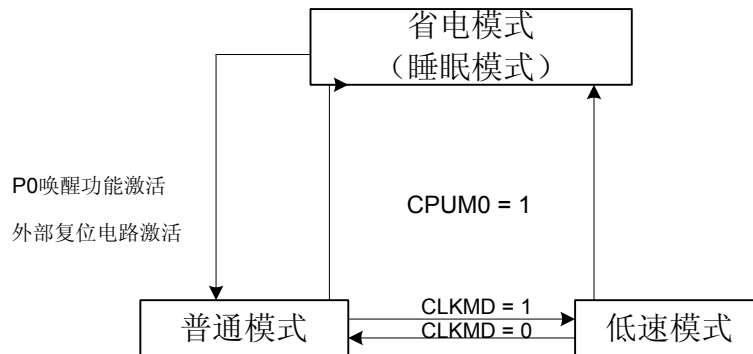 省电模式
（睡眠模式）
P0唤醒功能激活
外部复位电路激活
CPUM0 = 1
CLKMD = 1
CLKMD = 0
普通模式
低速模式